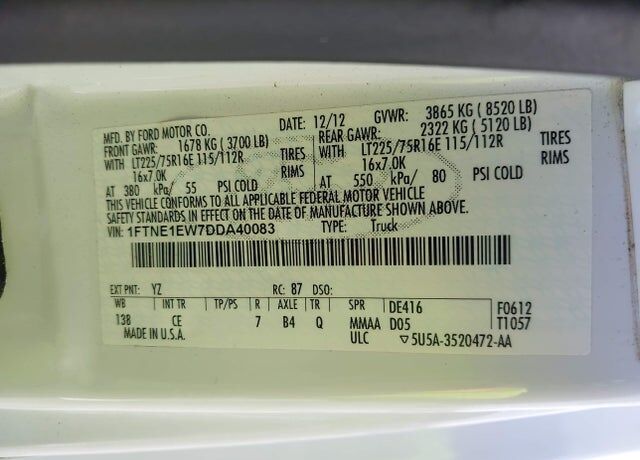 MFD. BY FORD MOTOR CO. DATE: 12/12 GVWR: 3865 KG ( 8520 LB)
FRONT GAWR: 1678 KG ( 3700 LB) REAR GAWR: 2322 KG ( 5120 LB)
WITH LT225/75R16E 115/112R TIRES WITH LT225/75R16E 115/112R TIRES
16x7.0K RIMS 16x7.0K RIMS
AT 380 kPa/ 55 PSI COLD AT 550 kPa/ 80 PSI COLD
THIS VEHICLE CONFORMS TO ALL APPLICABLE FEDERAL MOTOR VEHICLE
SAFETY STANDARDS IN EFFECT ON THE DATE OF MANUFACTURE SHOWN ABOVE.
VIN: 1FTNE1EW7DDA40083 TYPE: Truck
EXT PNT: YZ RC: 87 DSO:
WB | INT TR | TP/PS | R | AXLE | TR | SPR DE416 F0612
138 CE 7 B4 Q MMAA D05 T1057
MADE IN U.S.A. ULC ▽5U5A-3520472-AA